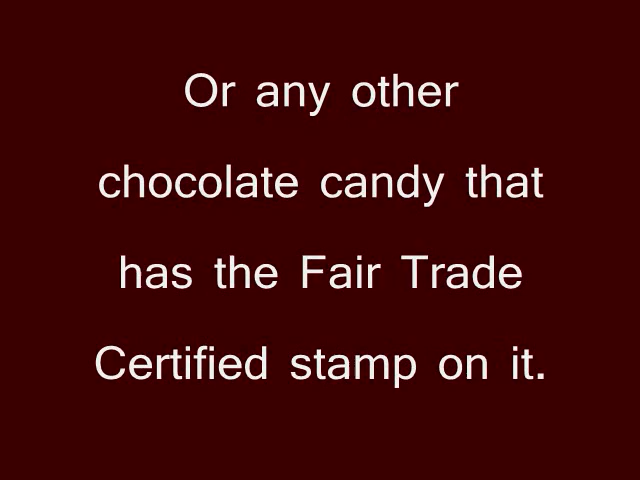 Or any other
chocolate candy that
has the Fair Trade
Certified stamp on it.